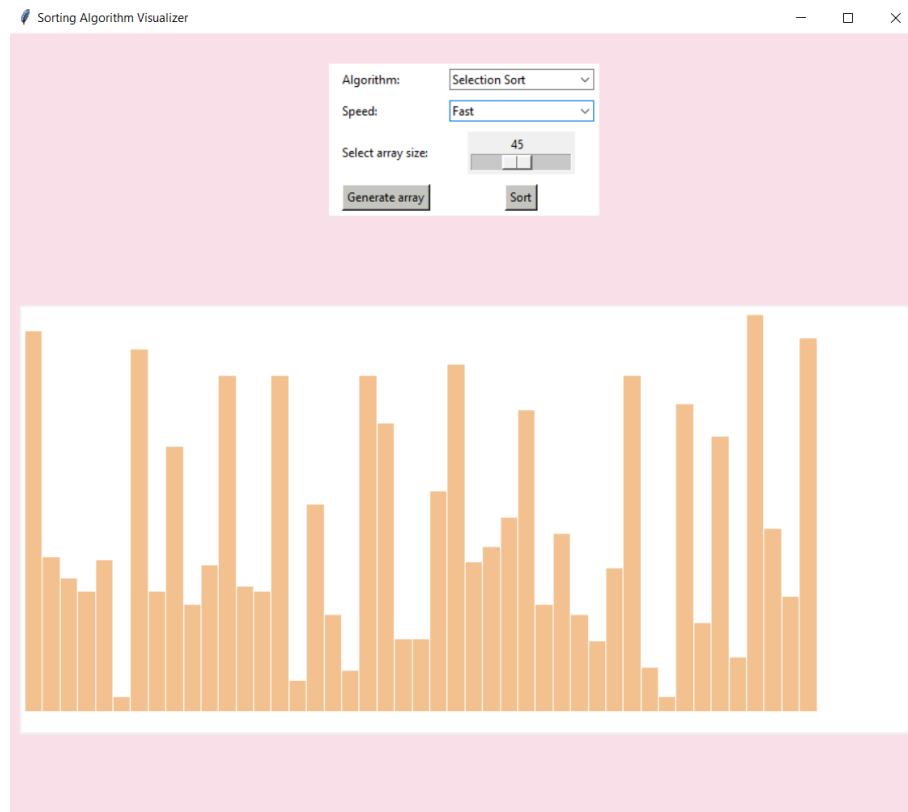 Sorting Algorithm Visualizer
Algorithm: Selection Sort
Speed: Fast
45
Select array size:
Generate array Sort